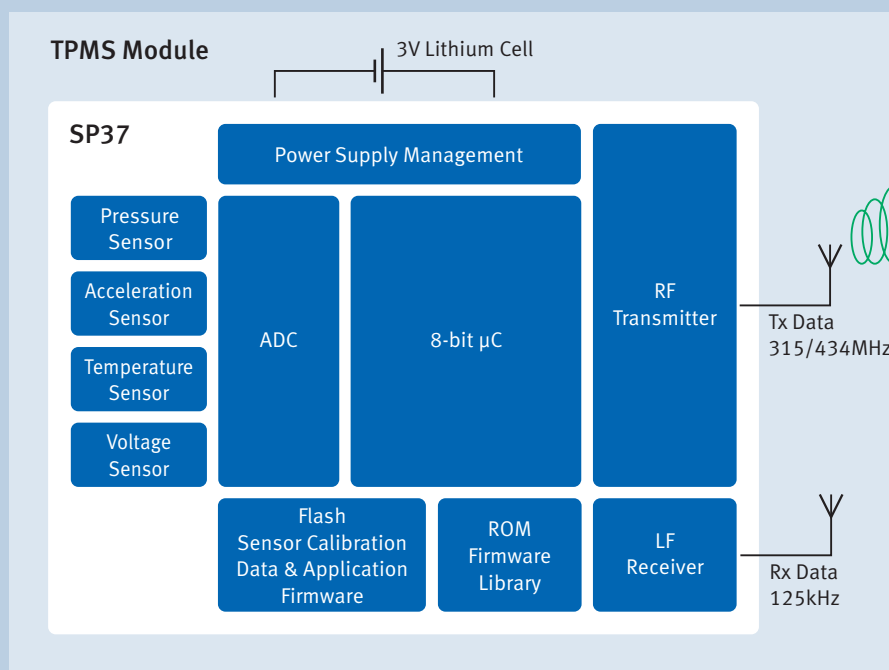 TPMS Module
3V Lithium Cell
SP37
Power Supply Management
Pressure
Sensor
Acceleration
Sensor
Temperature
Sensor
Voltage
Sensor
ADC
8-bit µC
RF
Transmitter
Tx Data
315/434MHz
Flash
Sensor Calibration
Data & Application
Firmware
ROM
Firmware
Library
LF
Receiver
Rx Data
125kHz